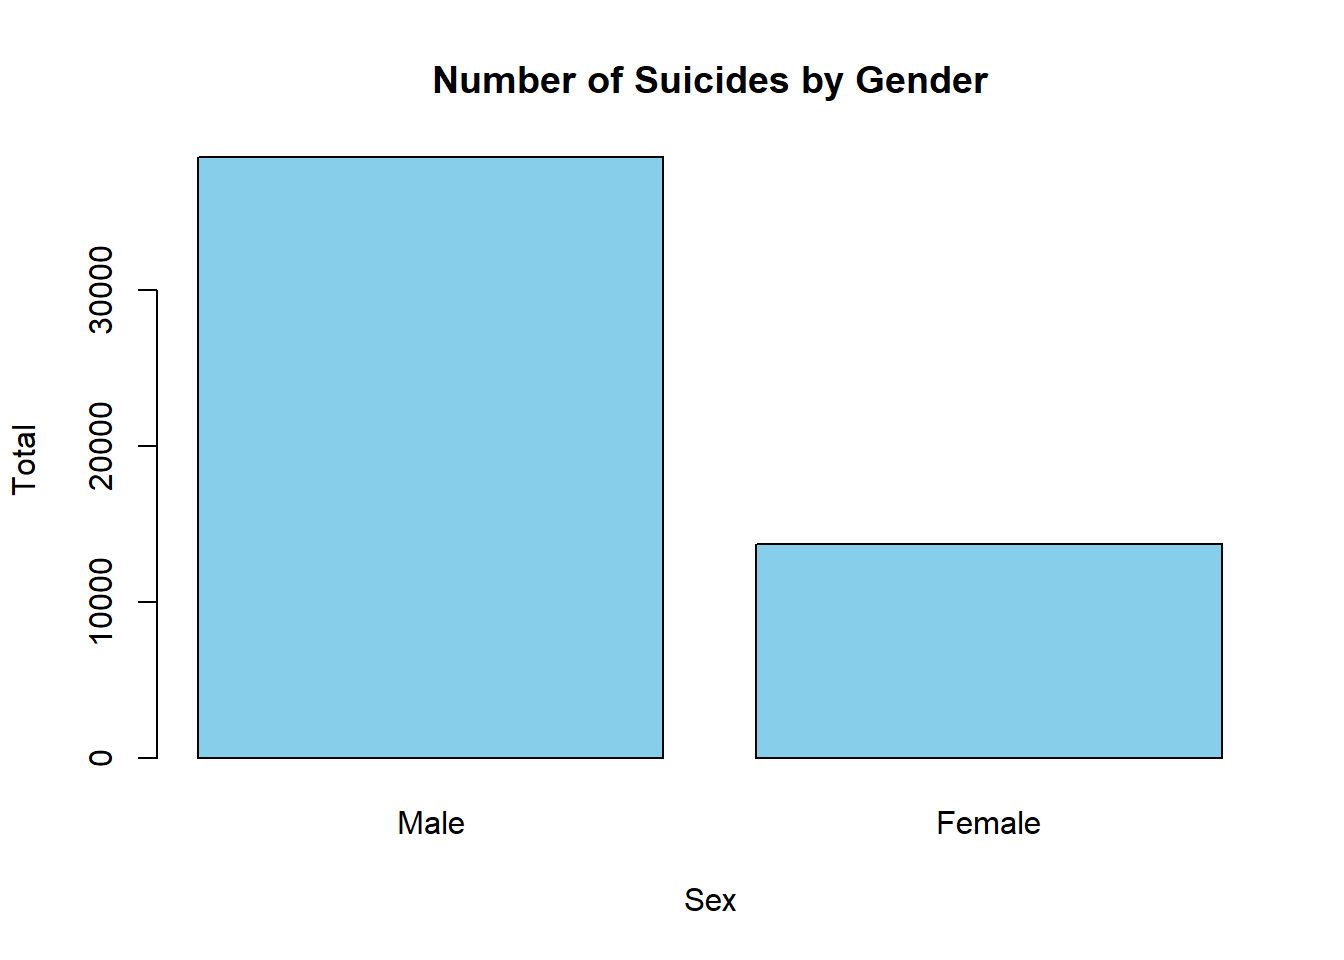 Number of Suicides by Gender
Total
30000
20000
10000
0
Male Female
Sex